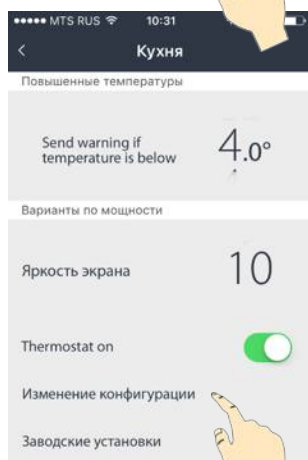 MTS RUS 10:31
Кухня
Повышенные температуры
Send warning if
temperature is below
4.0°
Варианты по мощности
Яркость экрана 10
Thermostat on
Изменение конфигурации
Заводские установки